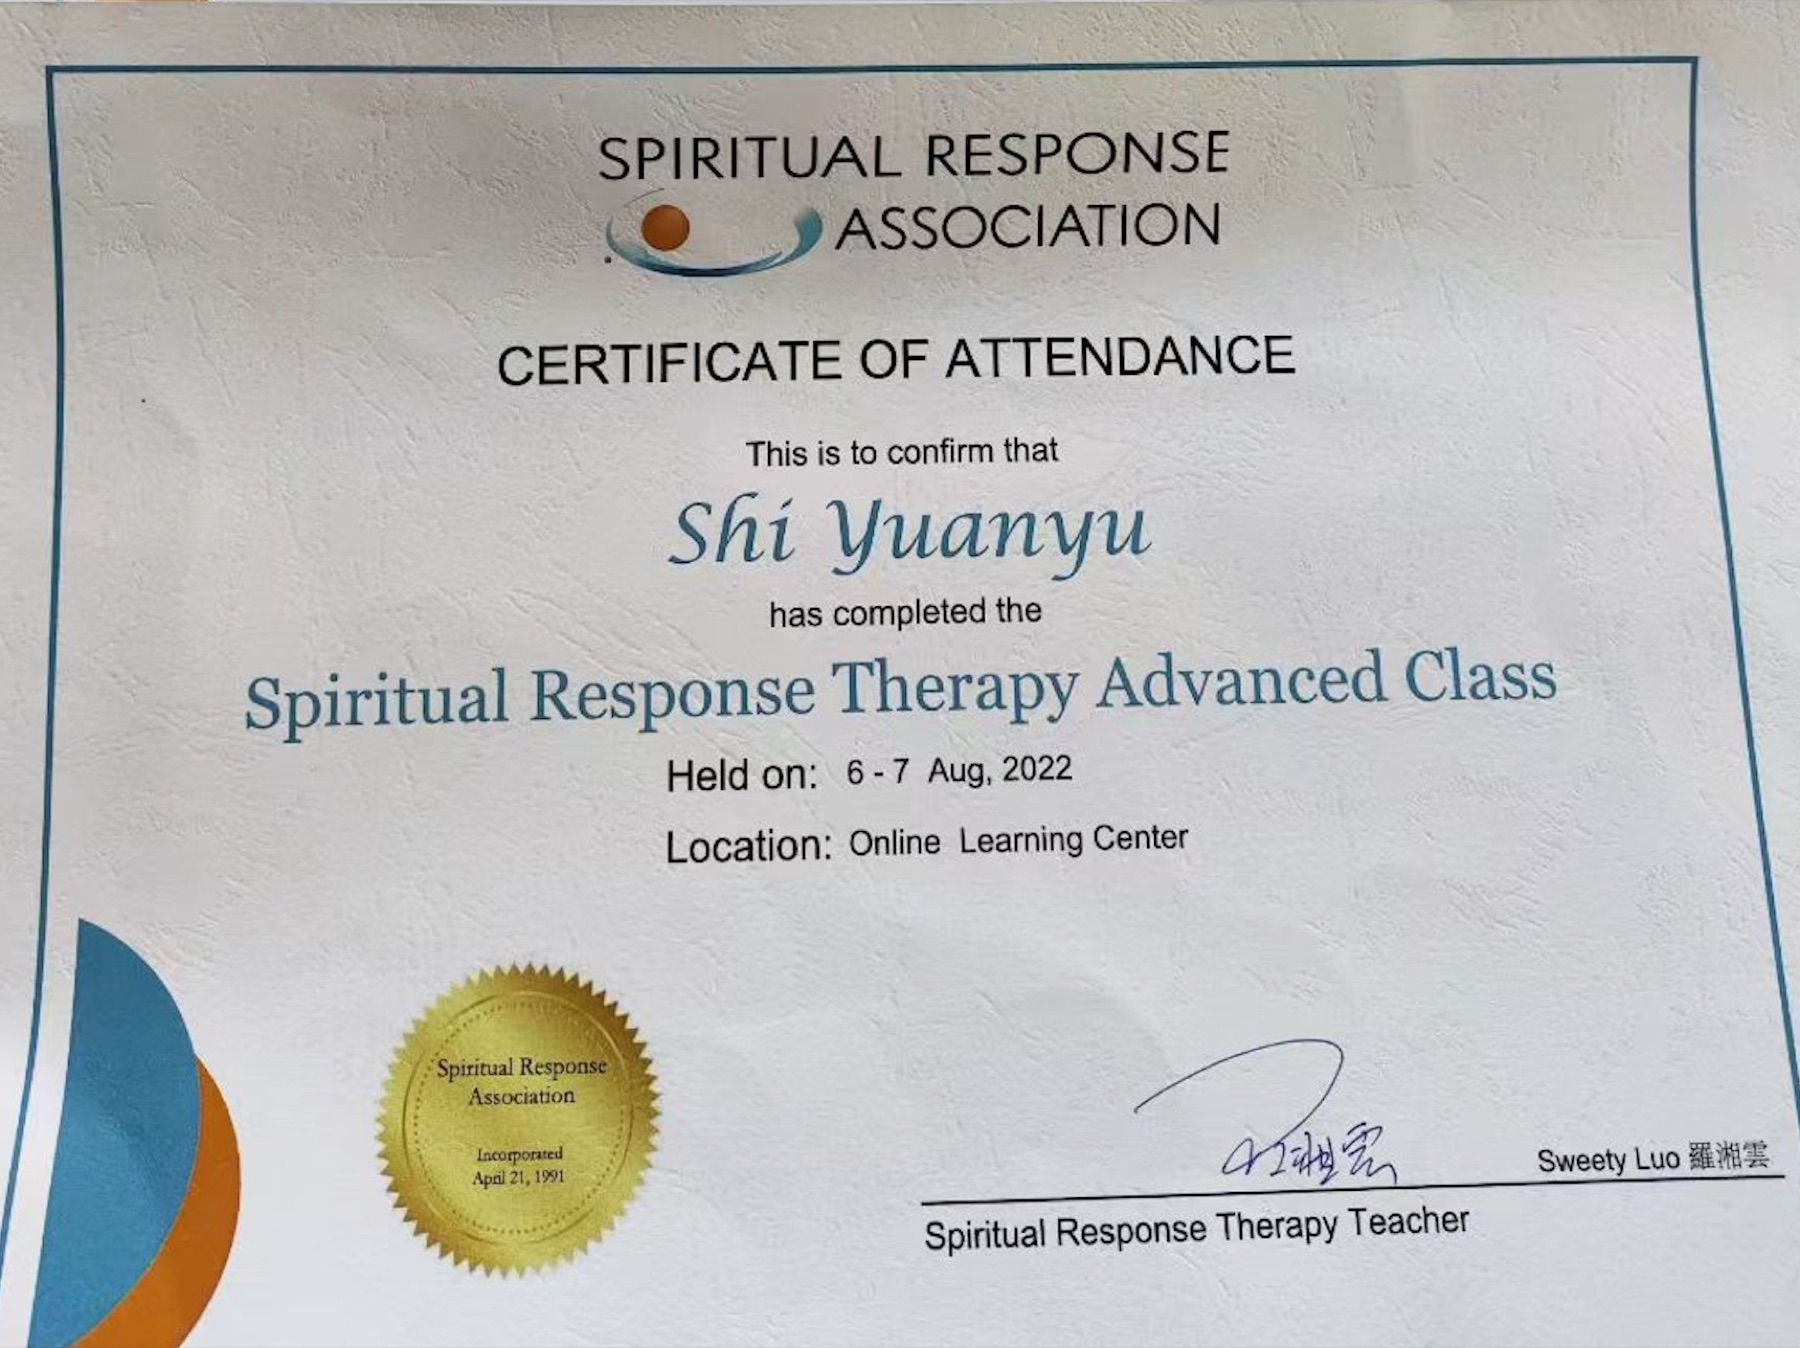 SPIRITUAL RESPONSE
ASSOCIATION
CERTIFICATE OF ATTENDANCE
This is to confirm that
Shi Yuanyu
has completed the
Spiritual Response Therapy Advanced Class
Held on: 6 - 7 Aug, 2022
Location: Online Learning Center
Spiritual Response
Association
Incorporated
April 21, 1991
Sweety Luo 羅湘雲
Spiritual Response Therapy Teacher